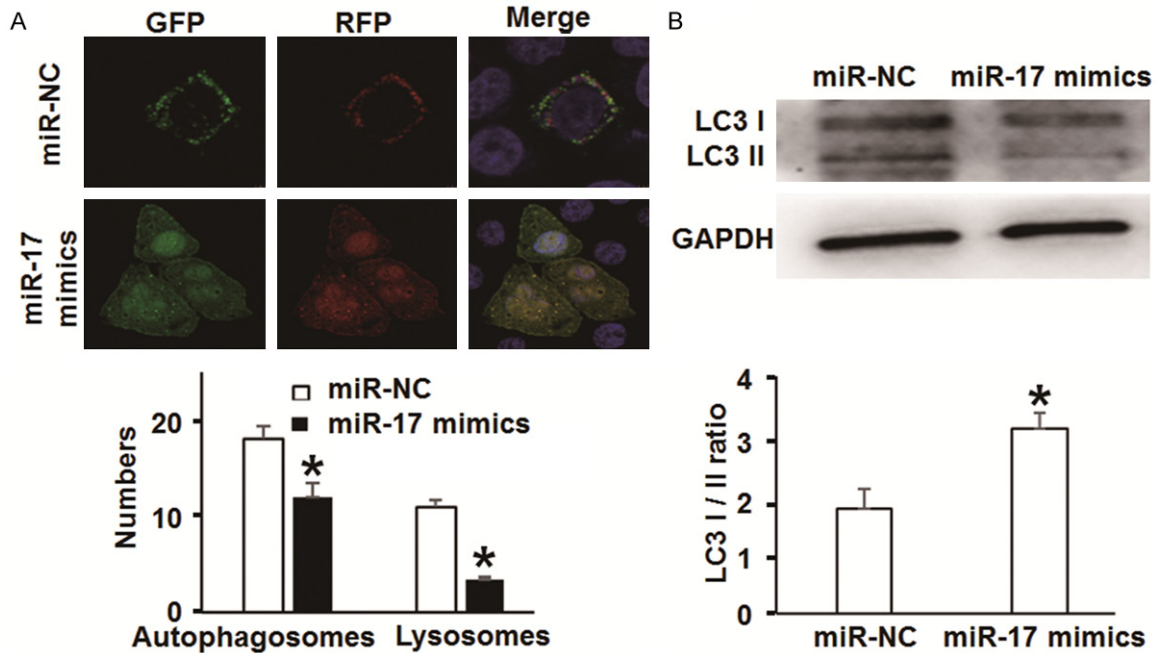 A
GFP
RFP
Merge
miR-NC
miR-17
mimics
miR-NC
miR-17 mimics
20
10
0
Numbers
*
*
Autophagosomes
Lysosomes
B
miR-NC
miR-17 mimics
LC3 I
LC3 II
GAPDH
4
3
2
1
0
LC3 I / II ratio
*
miR-NC
miR-17 mimics